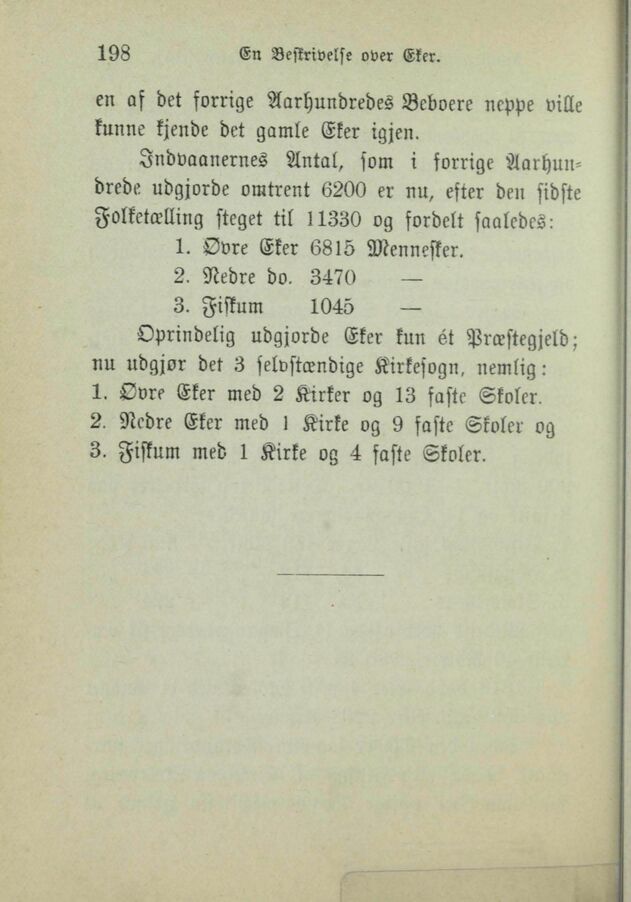 198 En Beskrivelse over Eker.
en af det forrige Aarhundredes Beboere neppe ville
kunne kjende det gamle Eker igjen.
Indvaanernes Antal, som i forrige Aarhun-
drede udgjorde omtrent 6200 er nu, efter den sidste
Folketælling steget til 11330 og fordelt saaledes:
1. Øvre Eker 6815 Mennesker.
2. Nedre do. 3470 —
3. Fiskum 1045 —
Oprindelig udgjorde Eker kun ét Præstegjeld;
nu udgjør det 3 selvstændige Kirkesogn, nemlig:
1. Øvre Eker med 2 Kirker og 13 faste Skoler.
2. Nedre Eker med 1 Kirke og 9 faste Skoler og
3. Fiskum med 1 Kirke og 4 faste Skoler.